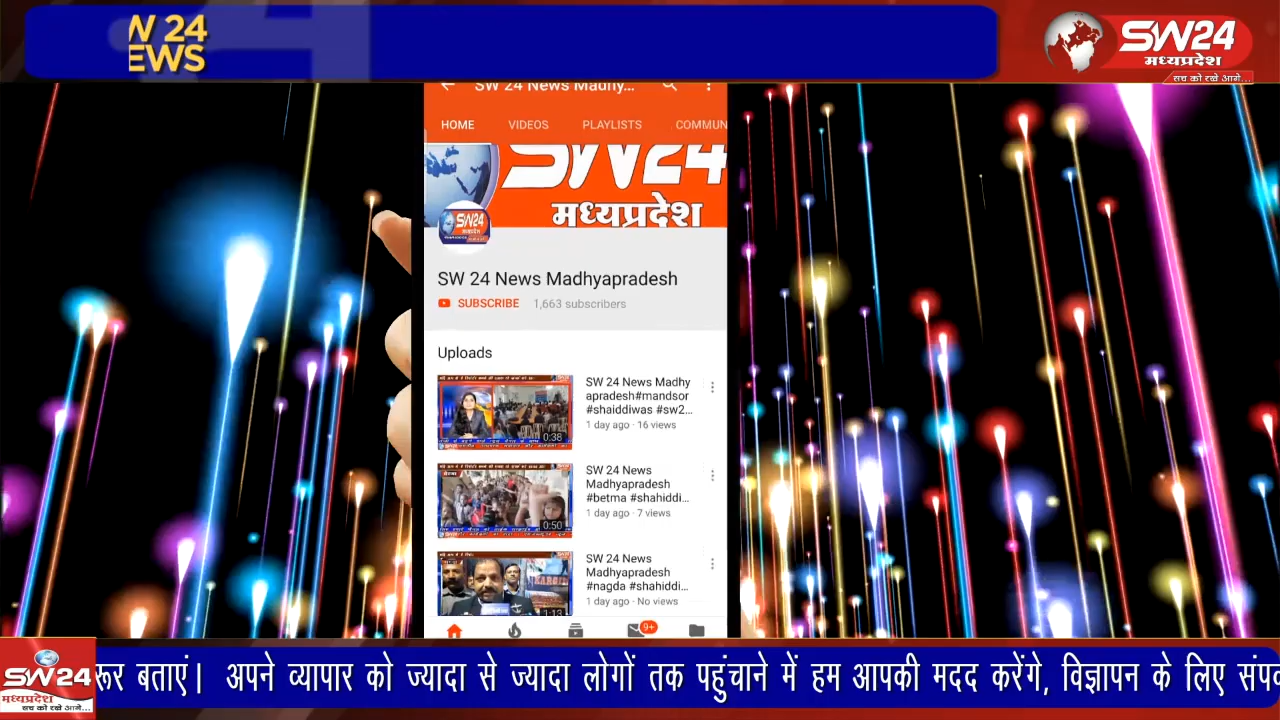 W 24
EWS
SW24
मध्यप्रदेश
सच को रखे आगे...
SW 24 News Madhy...
HOME VIDEOS PLAYLISTS COMMUN
SW24
मध्यप्रदेश
SW24
SW 24 News Madhyapradesh
SUBSCRIBE 1,663 subscribers
Uploads
SW 24 News Madhy
apradesh#mandsor
#shaiddiwas #sw2...
1 day ago · 16 views
0:38
SW 24 News
Madhyapradesh
#betma #shahiddi...
1 day ago · 7 views
0:50
SW 24 News
Madhyapradesh
#nagda #shahiddi...
1 day ago · No views
1:13
9+
SW24
मध्यप्रदेश
सच को रखे आगे...
रूर बताएं। अपने व्यापार को ज्यादा से ज्यादा लोगों तक पहुंचाने में हम आपकी मदद करेंगे, विज्ञापन के लिए संपर्क